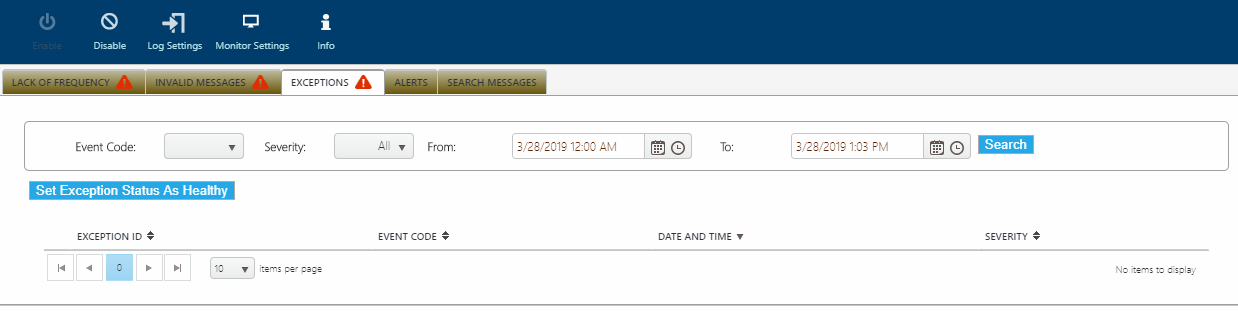 Enable Disable Log Settings Monitor Settings Info
LACK OF FREQUENCY INVALID MESSAGES EXCEPTIONS ALERTS SEARCH MESSAGES
Event Code: Severity: All From: 3/28/2019 12:00 AM To: 3/28/2019 1:03 PM Search
Set Exception Status As Healthy
EXCEPTION ID EVENT CODE DATE AND TIME SEVERITY
0 10 items per page No items to display